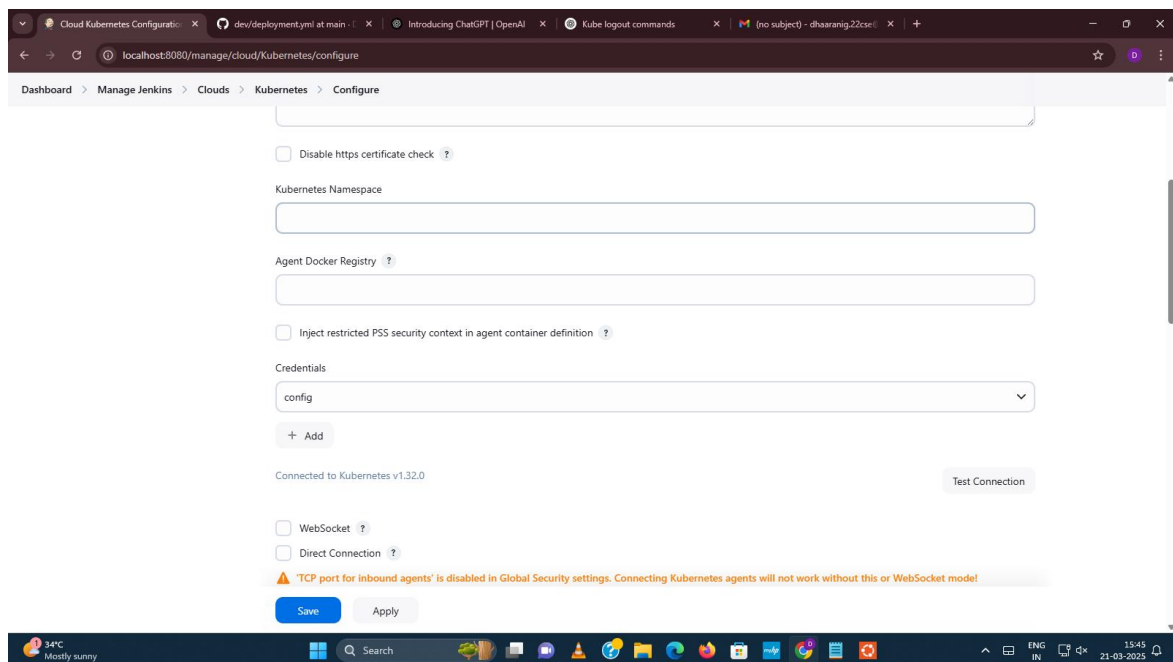 Cloud Kubernetes Configuratio
dev/deployment.yml at main ·
Introducing ChatGPT | OpenAI
Kube logout commands
(no subject) - dhaaranig.22cse
localhost:8080/manage/cloud/Kubernetes/configure
D
Dashboard > Manage Jenkins > Clouds > Kubernetes > Configure
Disable https certificate check ?
Kubernetes Namespace
Agent Docker Registry ?
Inject restricted PSS security context in agent container definition ?
Credentials
config
+ Add
Connected to Kubernetes v1.32.0
Test Connection
WebSocket ?
Direct Connection ?
'TCP port for inbound agents' is disabled in Global Security settings. Connecting Kubernetes agents will not work without this or WebSocket mode!
Save
Apply
1
34°C
Mostly sunny
Search
ENG
IN
15:45
21-03-2025